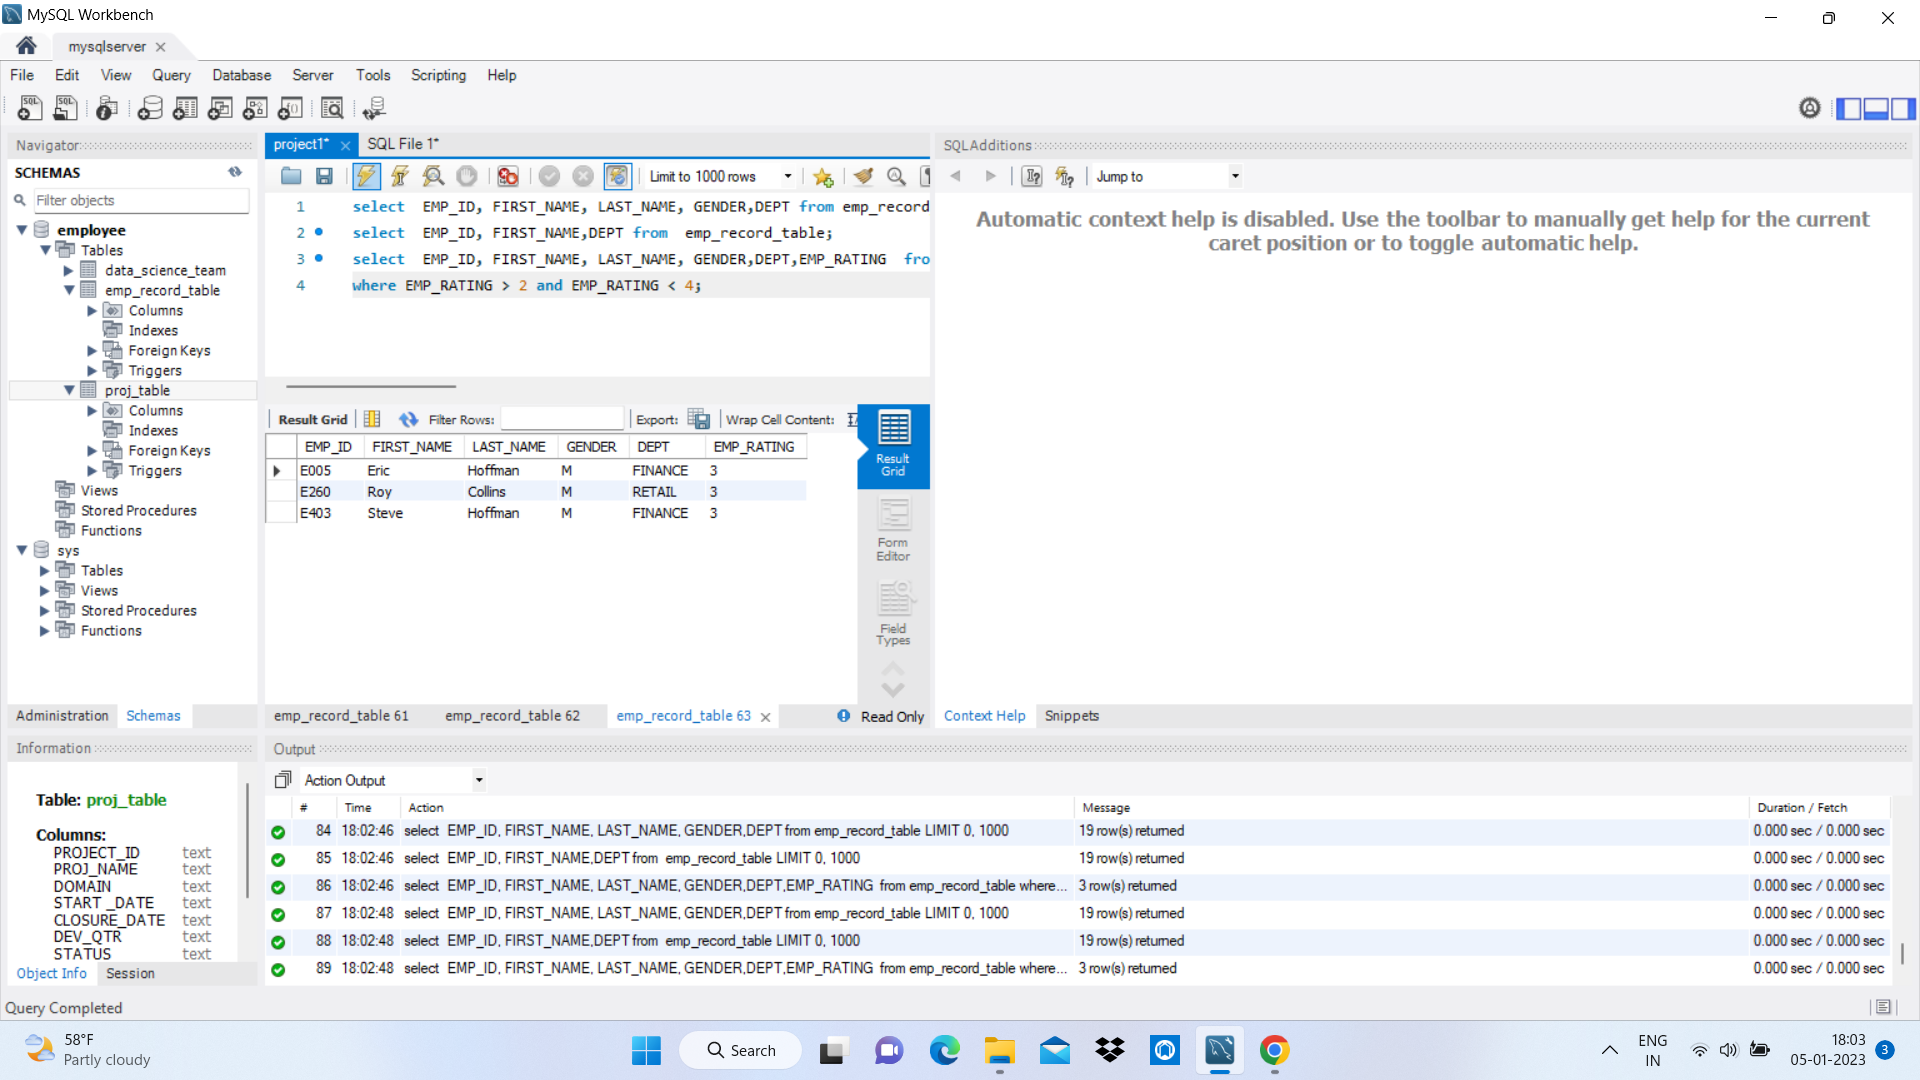 MySQL Workbench
mysqlserver
File Edit View Query Database Server Tools Scripting Help
Navigator
SCHEMAS
Filter objects
employee
Tables
data_science_team
emp_record_table
Columns
Indexes
Foreign Keys
Triggers
proj_table
Columns
Indexes
Foreign Keys
Triggers
Views
Stored Procedures
Functions
sys
Tables
Views
Stored Procedures
Functions
Administration Schemas
project1* SQL File 1*
Limit to 1000 rows
1 select EMP_ID, FIRST_NAME, LAST_NAME, GENDER,DEPT from emp_record
2 select EMP_ID, FIRST_NAME,DEPT from emp_record_table;
3 select EMP_ID, FIRST_NAME, LAST_NAME, GENDER,DEPT,EMP_RATING fro
4 where EMP_RATING > 2 and EMP_RATING < 4;
Result Grid Filter Rows: Export: Wrap Cell Content:
EMP_ID FIRST_NAME LAST_NAME GENDER DEPT EMP_RATING
E005 Eric Hoffman M FINANCE 3
E260 Roy Collins M RETAIL 3
E403 Steve Hoffman M FINANCE 3
Result
Grid
Form
Editor
Field
Types
emp_record_table 61 emp_record_table 62 emp_record_table 63 Read Only
SQLAdditions
Jump to
Automatic context help is disabled. Use the toolbar to manually get help for the current
caret position or to toggle automatic help.
Context Help Snippets
Information
Table: proj_table
Columns:
PROJECT_ID text
PROJ_NAME text
DOMAIN text
START _DATE text
CLOSURE_DATE text
DEV_QTR text
STATUS text
Object Info Session
Output
Action Output
# Time Action Message Duration / Fetch
84 18:02:46 select EMP_ID, FIRST_NAME, LAST_NAME, GENDER,DEPT from emp_record_table LIMIT 0, 1000 19 row(s) returned 0.000 sec / 0.000 sec
85 18:02:46 select EMP_ID, FIRST_NAME,DEPT from emp_record_table LIMIT 0, 1000 19 row(s) returned 0.000 sec / 0.000 sec
86 18:02:46 select EMP_ID, FIRST_NAME, LAST_NAME, GENDER,DEPT,EMP_RATING from emp_record_table where... 3 row(s) returned 0.000 sec / 0.000 sec
87 18:02:48 select EMP_ID, FIRST_NAME, LAST_NAME, GENDER,DEPT from emp_record_table LIMIT 0, 1000 19 row(s) returned 0.000 sec / 0.000 sec
88 18:02:48 select EMP_ID, FIRST_NAME,DEPT from emp_record_table LIMIT 0, 1000 19 row(s) returned 0.000 sec / 0.000 sec
89 18:02:48 select EMP_ID, FIRST_NAME, LAST_NAME, GENDER,DEPT,EMP_RATING from emp_record_table where... 3 row(s) returned 0.000 sec / 0.000 sec
Query Completed
58°F
Partly cloudy
Search
ENG
IN
18:03
05-01-2023
3